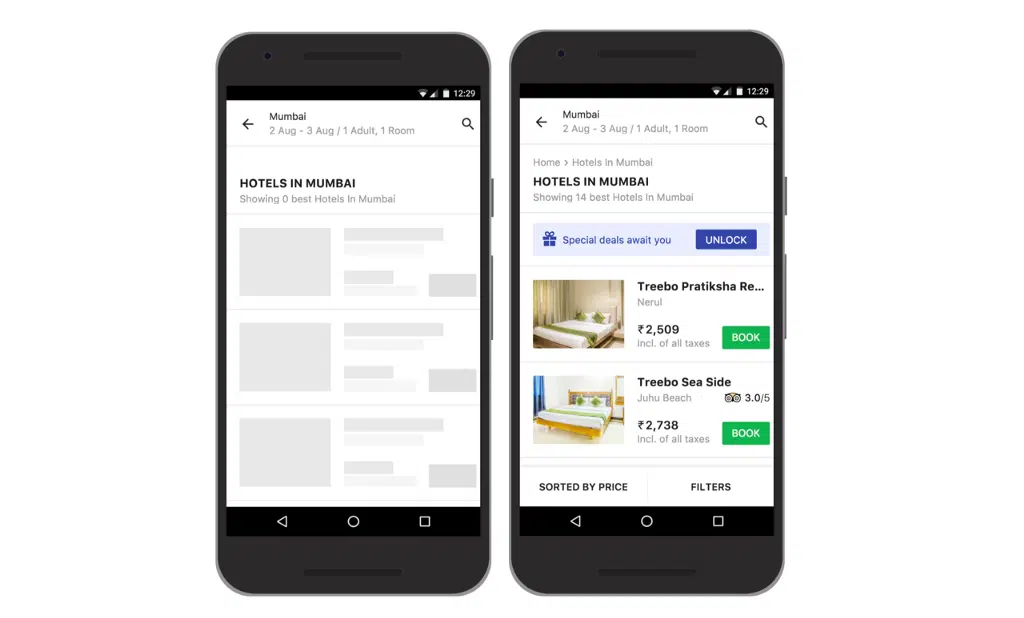 12:29
Mumbai
2 Aug - 3 Aug / 1 Adult, 1 Room
HOTELS IN MUMBAI
Showing 0 best Hotels In Mumbai
12:29
Mumbai
2 Aug - 3 Aug / 1 Adult, 1 Room
Home › Hotels In Mumbai
HOTELS IN MUMBAI
Showing 14 best Hotels In Mumbai
Special deals await you UNLOCK
Treebo Pratiksha Re...
Nerul
₹2,509
incl. of all taxes
BOOK
Treebo Sea Side
Juhu Beach 3.0/5
₹2,738
incl. of all taxes
BOOK
SORTED BY PRICE FILTERS